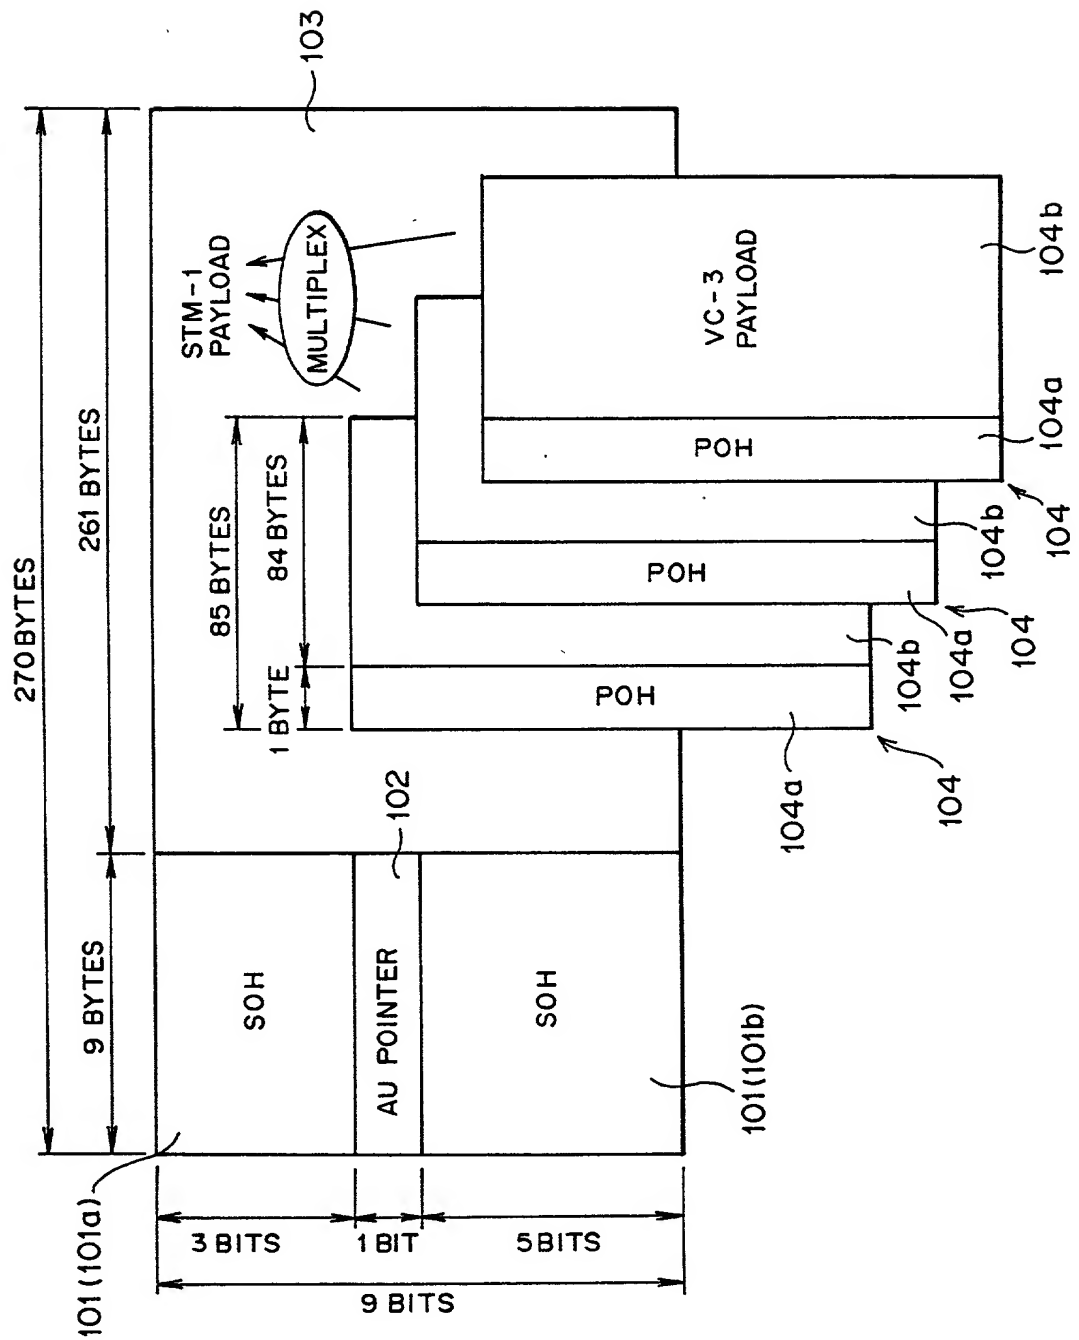 270 BYTES
9 BYTES
261 BYTES
101 (101a)
3 BITS
1 BIT
5 BITS
9 BITS
SOH
AU POINTER
102
SOH
101 (101b)
103
STM-1
PAYLOAD
MULTIPLEX
85 BYTES
1 BYTE
84 BYTES
POH
104a
104b
104
POH
104a
104b
104
POH
VC-3
PAYLOAD
104a
104b
104